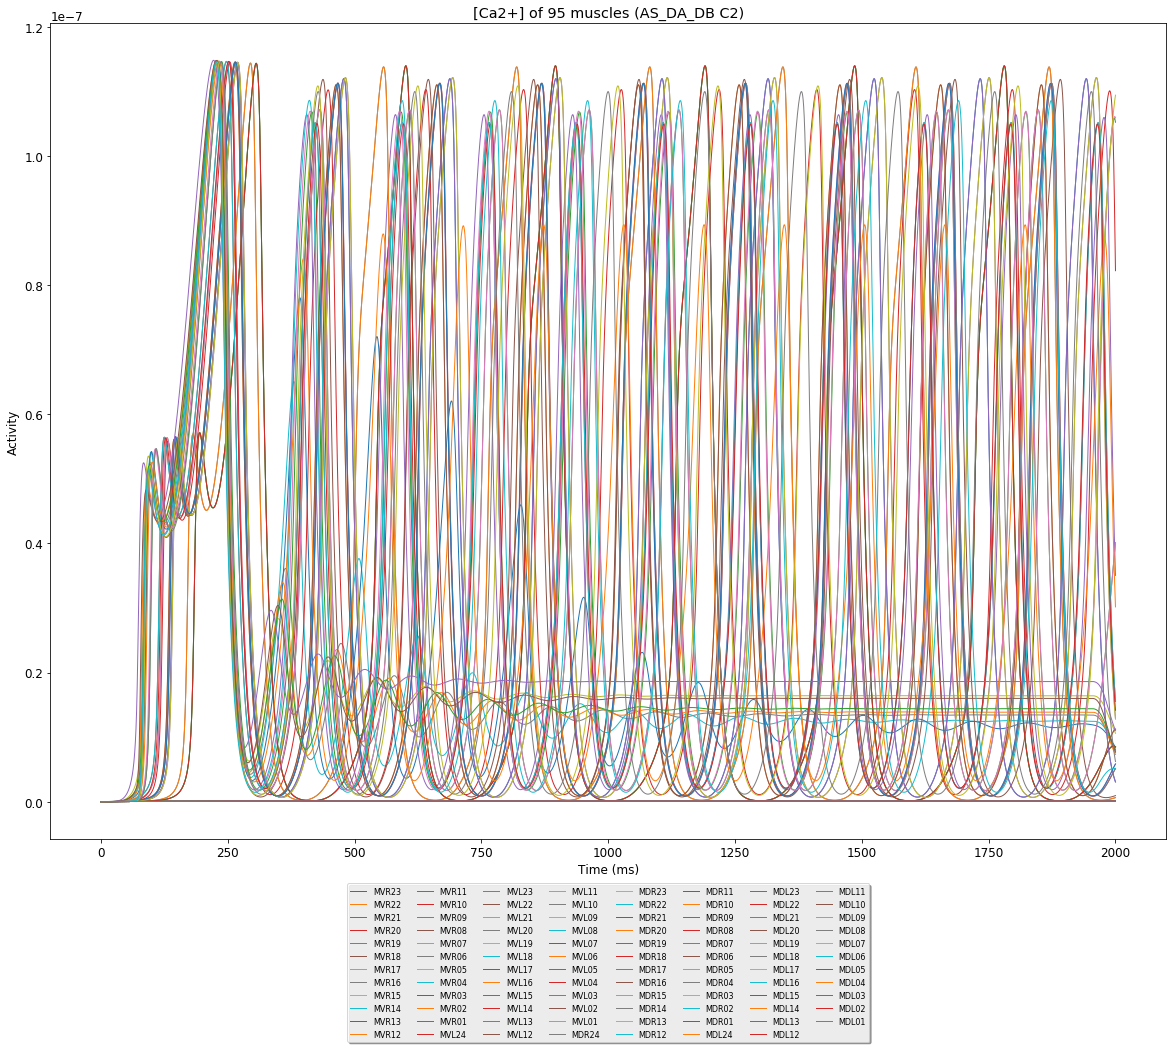 [Ca2+] of 95 muscles (AS_DA_DB C2)
1e−7
1.2
1.0
0.8
0.6
0.4
0.2
0.0
Activity
0 250 500 750 1000 1250 1500 1750 2000
Time (ms)
MVR23 MVR11 MVL23 MVL11 MDR23 MDR11 MDL23 MDL11
MVR22 MVR10 MVL22 MVL10 MDR22 MDR10 MDL22 MDL10
MVR21 MVR09 MVL21 MVL09 MDR21 MDR09 MDL21 MDL09
MVR20 MVR08 MVL20 MVL08 MDR20 MDR08 MDL20 MDL08
MVR19 MVR07 MVL19 MVL07 MDR19 MDR07 MDL19 MDL07
MVR18 MVR06 MVL18 MVL06 MDR18 MDR06 MDL18 MDL06
MVR17 MVR05 MVL17 MVL05 MDR17 MDR05 MDL17 MDL05
MVR16 MVR04 MVL16 MVL04 MDR16 MDR04 MDL16 MDL04
MVR15 MVR03 MVL15 MVL03 MDR15 MDR03 MDL15 MDL03
MVR14 MVR02 MVL14 MVL02 MDR14 MDR02 MDL14 MDL02
MVR13 MVR01 MVL13 MVL01 MDR13 MDR01 MDL13 MDL01
MVR12 MVL24 MVL12 MDR24 MDR12 MDL24 MDL12